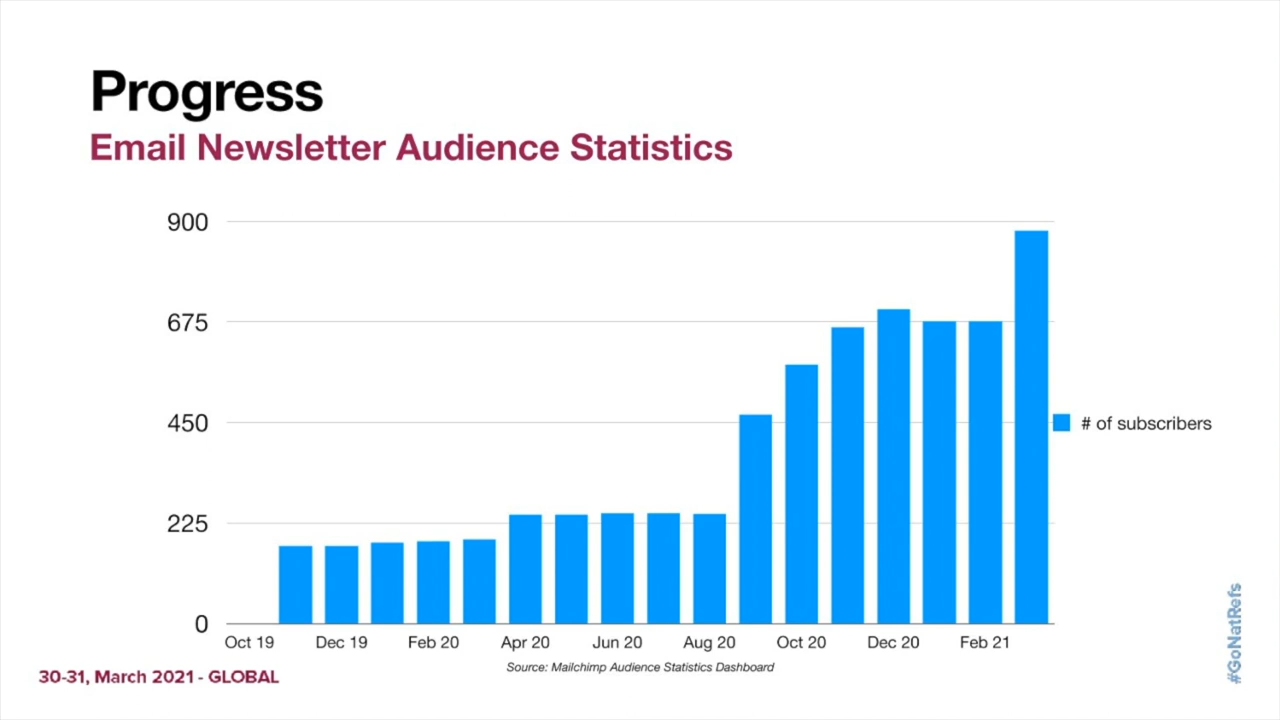 Progress
Email Newsletter Audience Statistics
900
675
450
225
0
# of subscribers
Oct 19 Dec 19 Feb 20 Apr 20 Jun 20 Aug 20 Oct 20 Dec 20 Feb 21
Source: Mailchimp Audience Statistics Dashboard
30-31, March 2021 - GLOBAL
#GoNatRefs